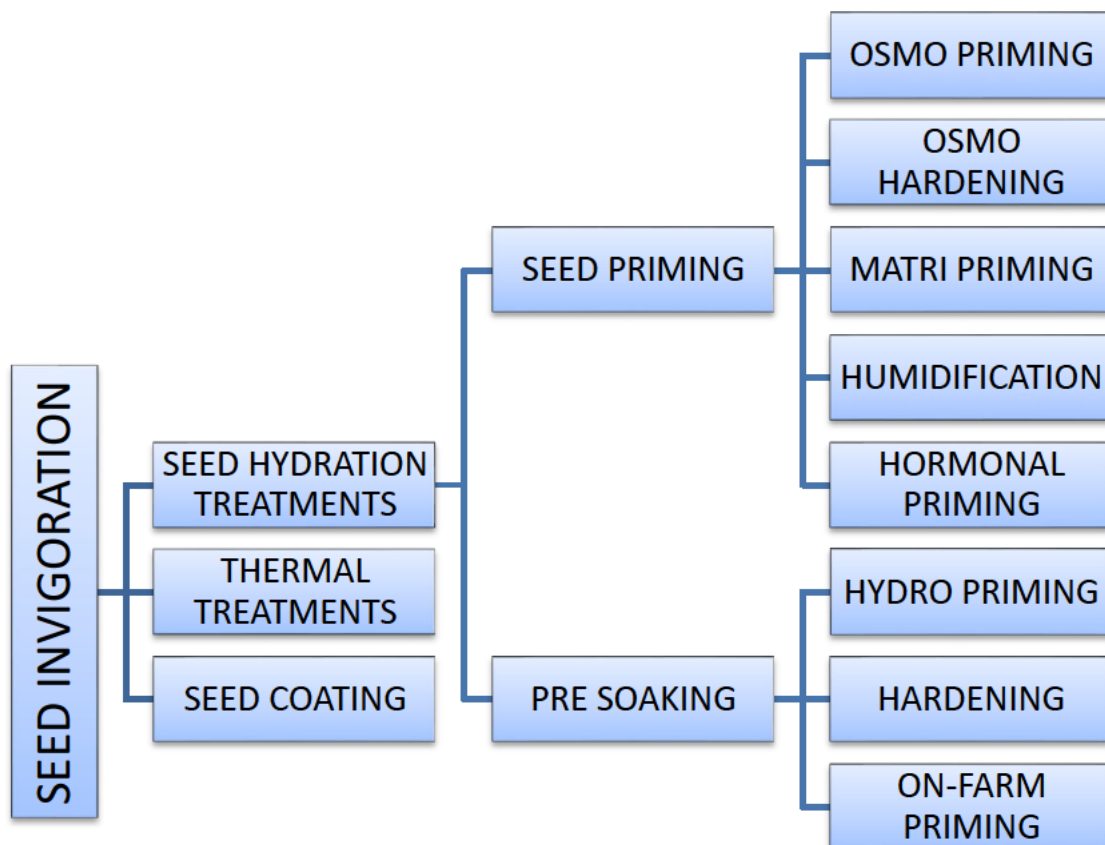 SEED INVIGORATION
SEED HYDRATION
TREATMENTS
THERMAL
TREATMENTS
SEED COATING
SEED PRIMING
PRE SOAKING
OSMO PRIMING
OSMO
HARDENING
MATRI PRIMING
HUMIDIFICATION
HORMONAL
PRIMING
HYDRO PRIMING
HARDENING
ON-FARM
PRIMING